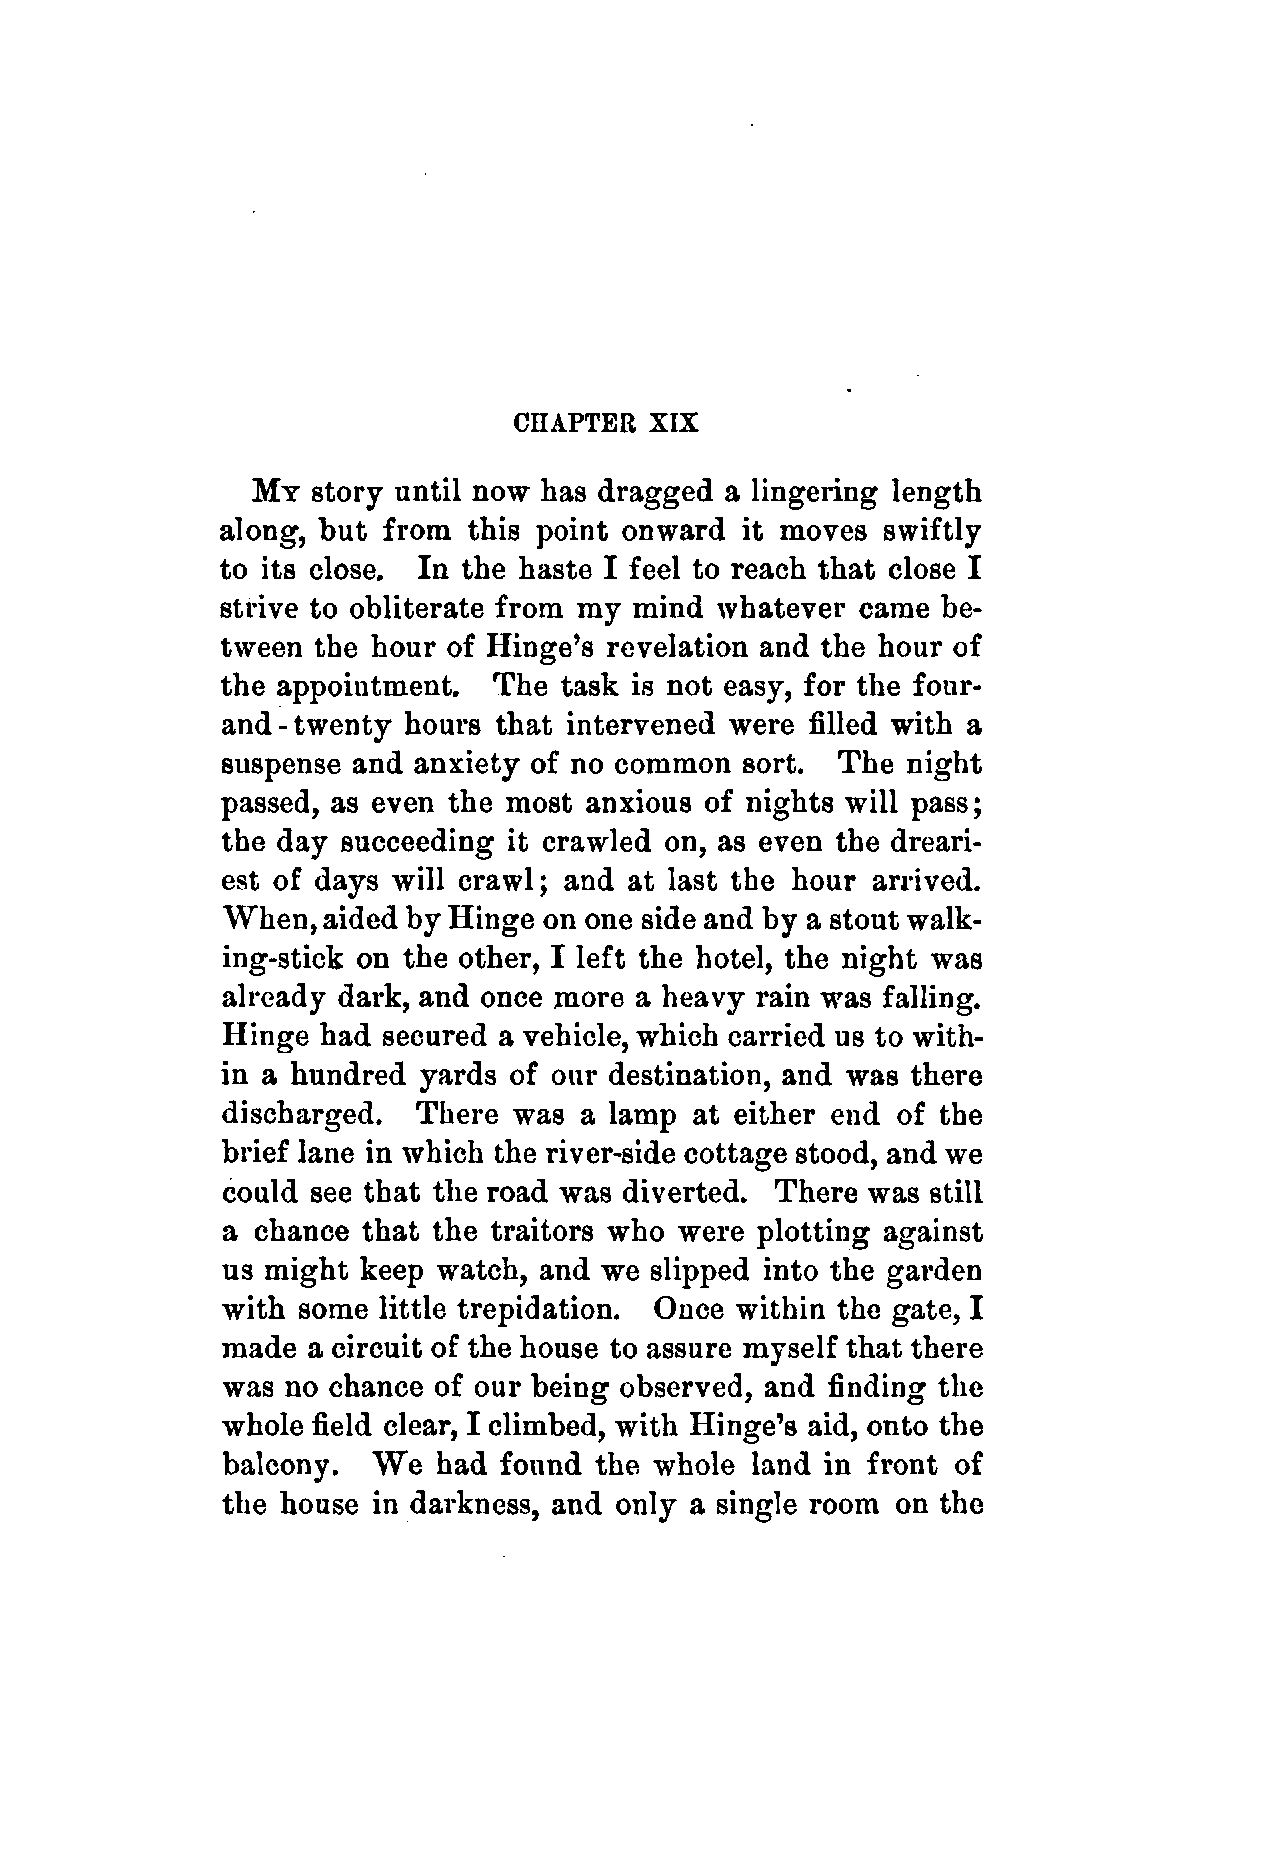 CHAPTER XIX
My story until now has dragged a lingering length
along, but from this point onward it moves swiftly
to its close. In the haste I feel to reach that close I
strive to obliterate from my mind whatever came be-
tween the hour of Hinge's revelation and the hour of
the appointment. The task is not easy, for the four-
and-twenty hours that intervened were filled with a
suspense and anxiety of no common sort. The night
passed, as even the most anxious of nights will pass;
the day succeeding it crawled on, as even the dreari-
est of days will crawl; and at last the hour arrived.
When, aided by Hinge on one side and by a stout walk-
ing-stick on the other, I left the hotel, the night was
already dark, and once more a heavy rain was falling.
Hinge had secured a vehicle, which carried us to with-
in a hundred yards of our destination, and was there
discharged. There was a lamp at either end of the
brief lane in which the river-side cottage stood, and we
could see that the road was diverted. There was still
a chance that the traitors who were plotting against
us might keep watch, and we slipped into the garden
with some little trepidation. Once within the gate, I
made a circuit of the house to assure myself that there
was no chance of our being observed, and finding the
whole field clear, I climbed, with Hinge's aid, onto the
balcony. We had found the whole land in front of
the house in darkness, and only a single room on the